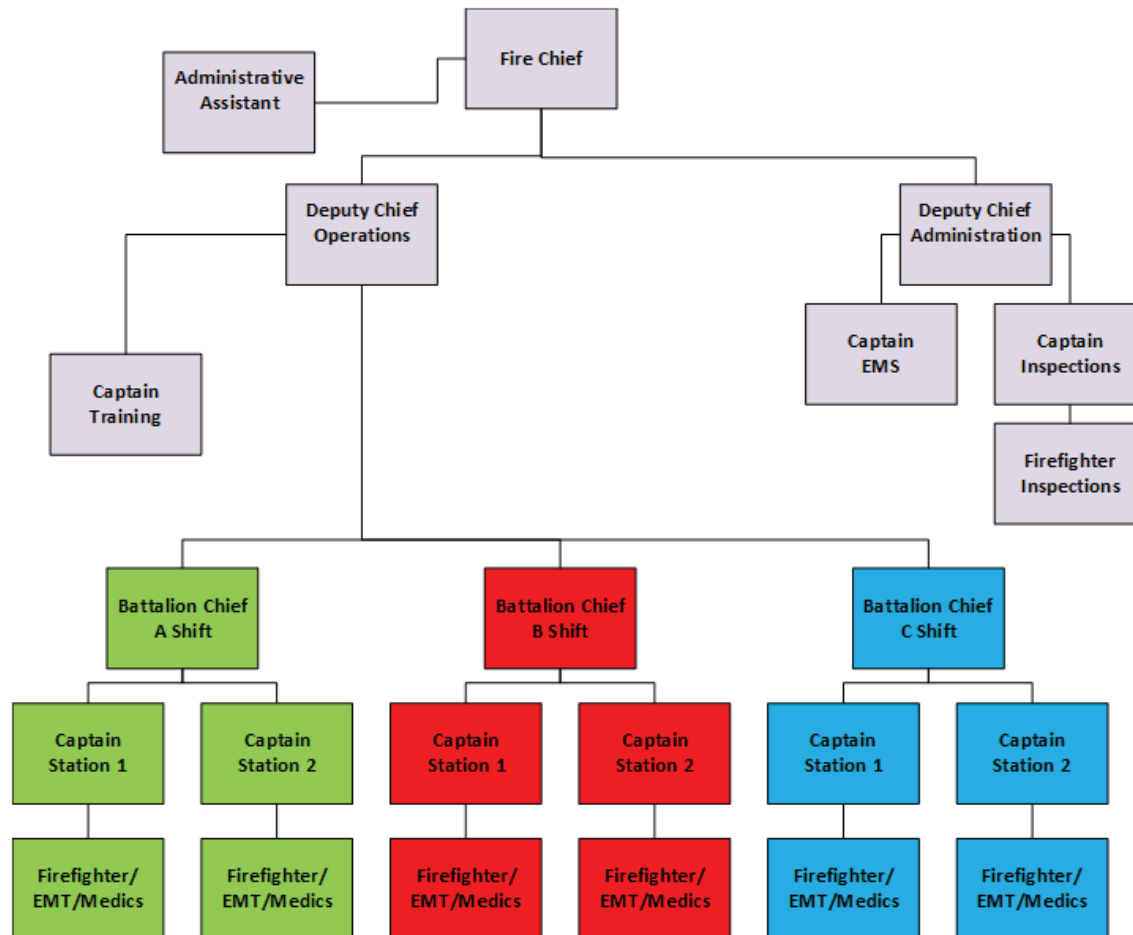 Fire Chief
Administrative
Assistant
Deputy Chief
Operations
Deputy Chief
Administration
Captain
Training
Captain
EMS
Captain
Inspections
Firefighter
Inspections
Battalion Chief
A Shift
Battalion Chief
B Shift
Battalion Chief
C Shift
Captain
Station 1
Captain
Station 2
Captain
Station 1
Captain
Station 2
Captain
Station 1
Captain
Station 2
Firefighter/
EMT/Medics
Firefighter/
EMT/Medics
Firefighter/
EMT/Medics
Firefighter/
EMT/Medics
Firefighter/
EMT/Medics
Firefighter/
EMT/Medics